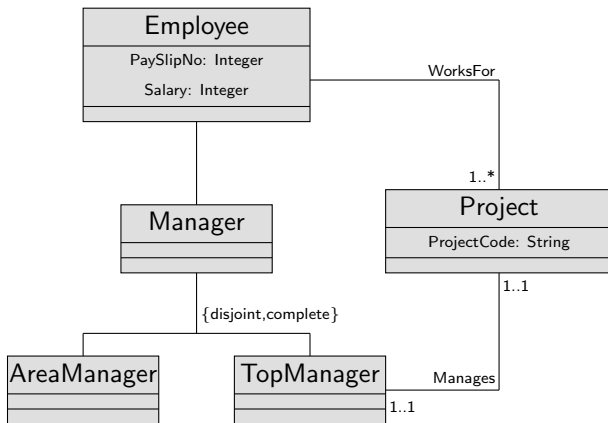 Employee
PaySlipNo: Integer
Salary: Integer
WorksFor
1..*
Manager
Project
ProjectCode: String
1..1
{disjoint,complete}
AreaManager
TopManager
Manages
1..1